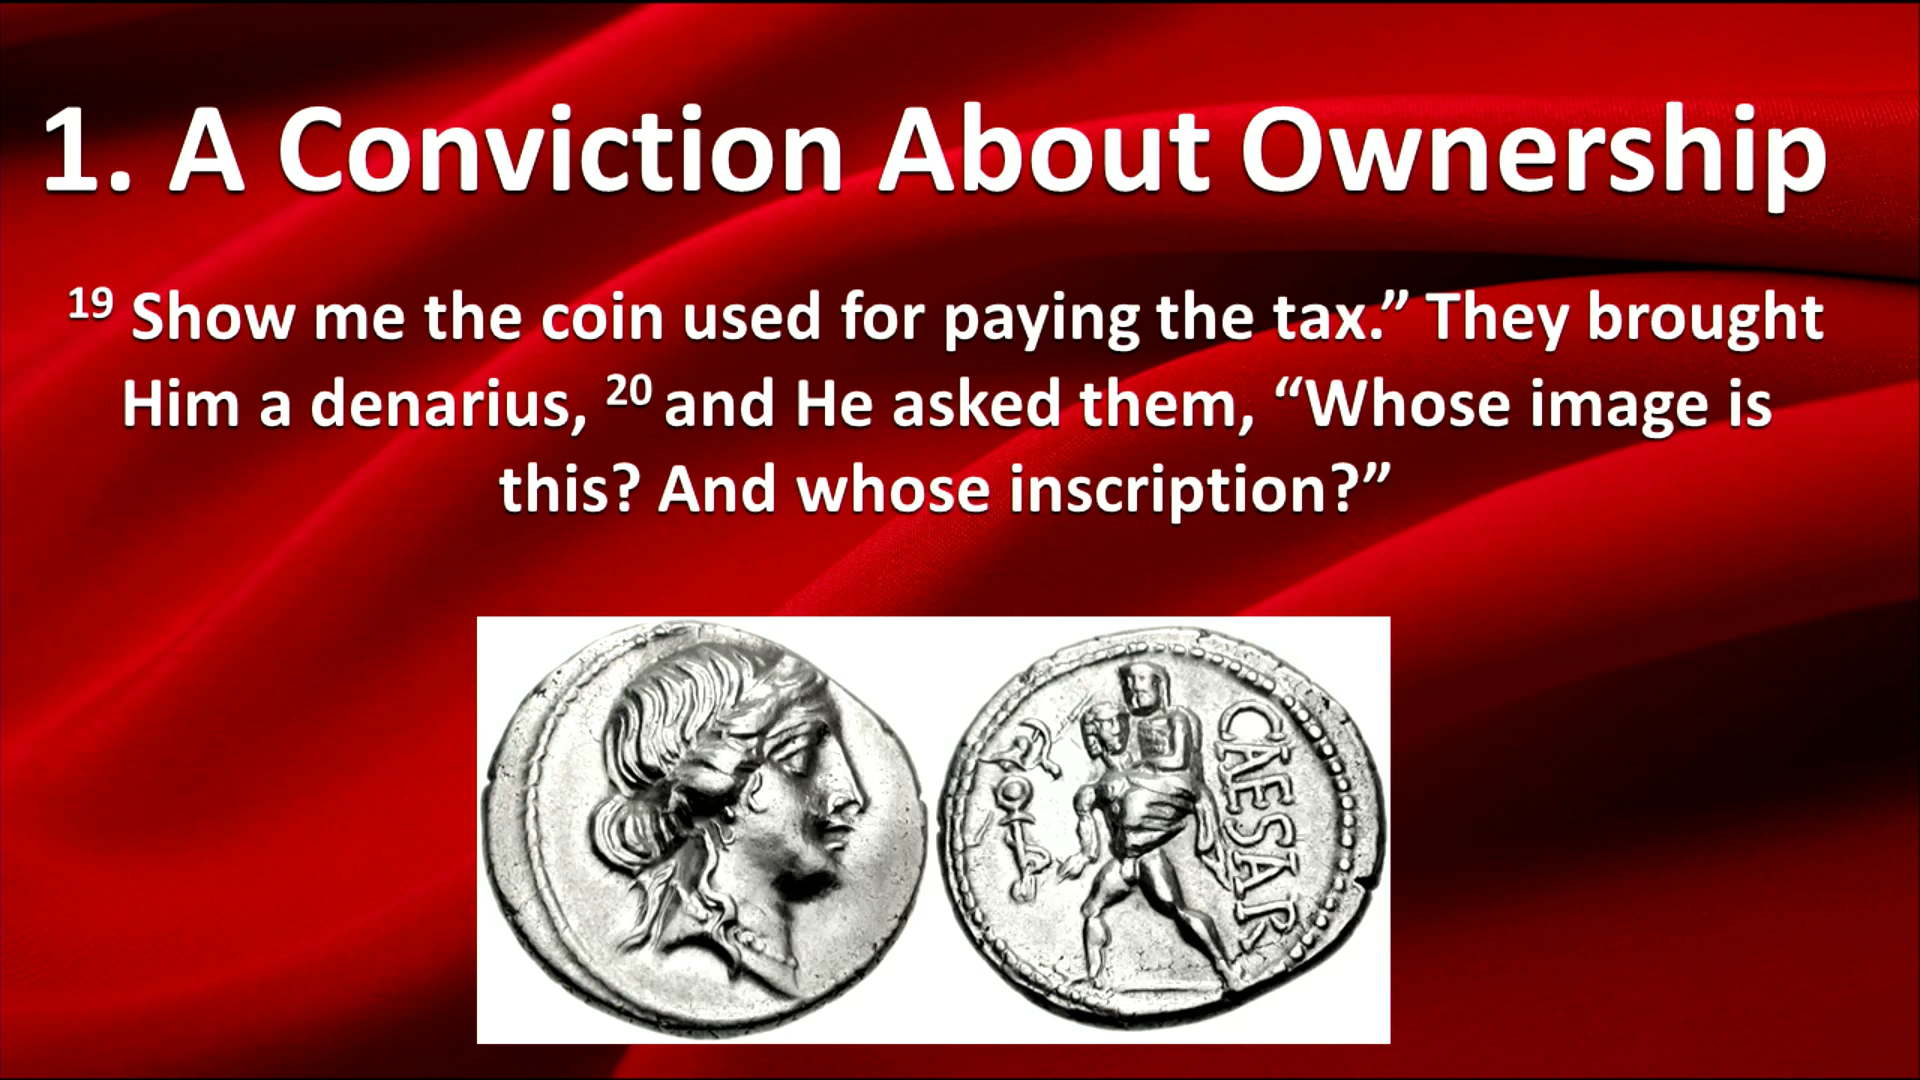 1. A Conviction About Ownership
19 Show me the coin used for paying the tax.” They brought
Him a denarius, 20 and He asked them, “Whose image is
this? And whose inscription?”
CAESAR